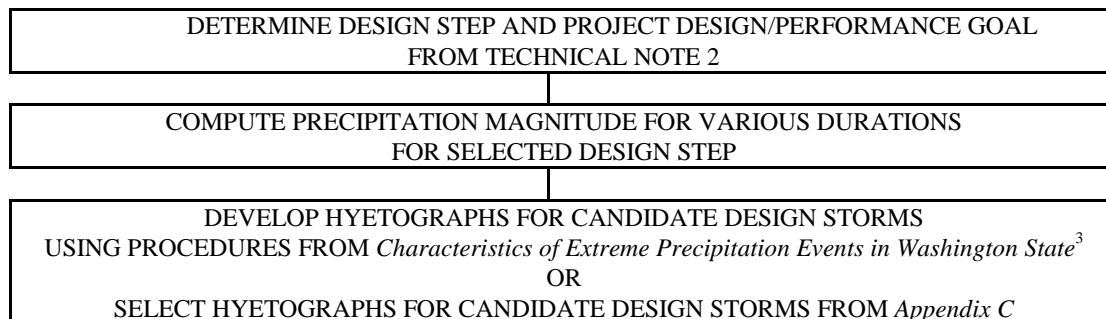 DETERMINE DESIGN STEP AND PROJECT DESIGN/PERFORMANCE GOAL
FROM TECHNICAL NOTE 2
COMPUTE PRECIPITATION MAGNITUDE FOR VARIOUS DURATIONS
FOR SELECTED DESIGN STEP
DEVELOP HYETOGRAPHS FOR CANDIDATE DESIGN STORMS
USING PROCEDURES FROM Characteristics of Extreme Precipitation Events in Washington State³
OR
SELECT HYETOGRAPHS FOR CANDIDATE DESIGN STORMS FROM Appendix C